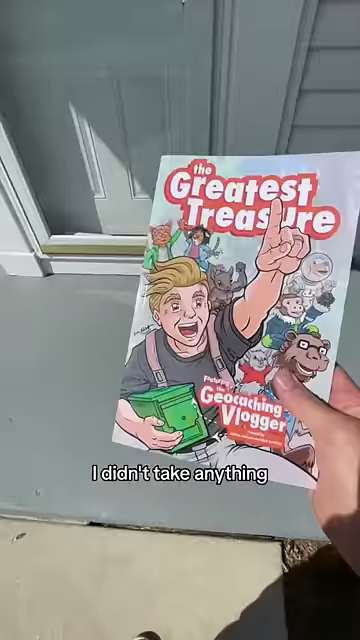 the
Greatest
Treasure
Featuring
The
Geocaching
Vlogger
I didn't take anything